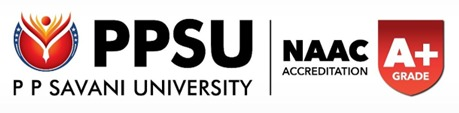 PPSU
P P SAVANI UNIVERSITY
NAAC
ACCREDITATION
A+
GRADE